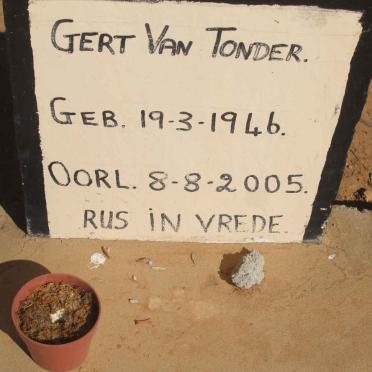 GERT VAN TONDER.
GEB. 19-3-1946.
OORL. 8-8-2005.
RUS IN VREDE.